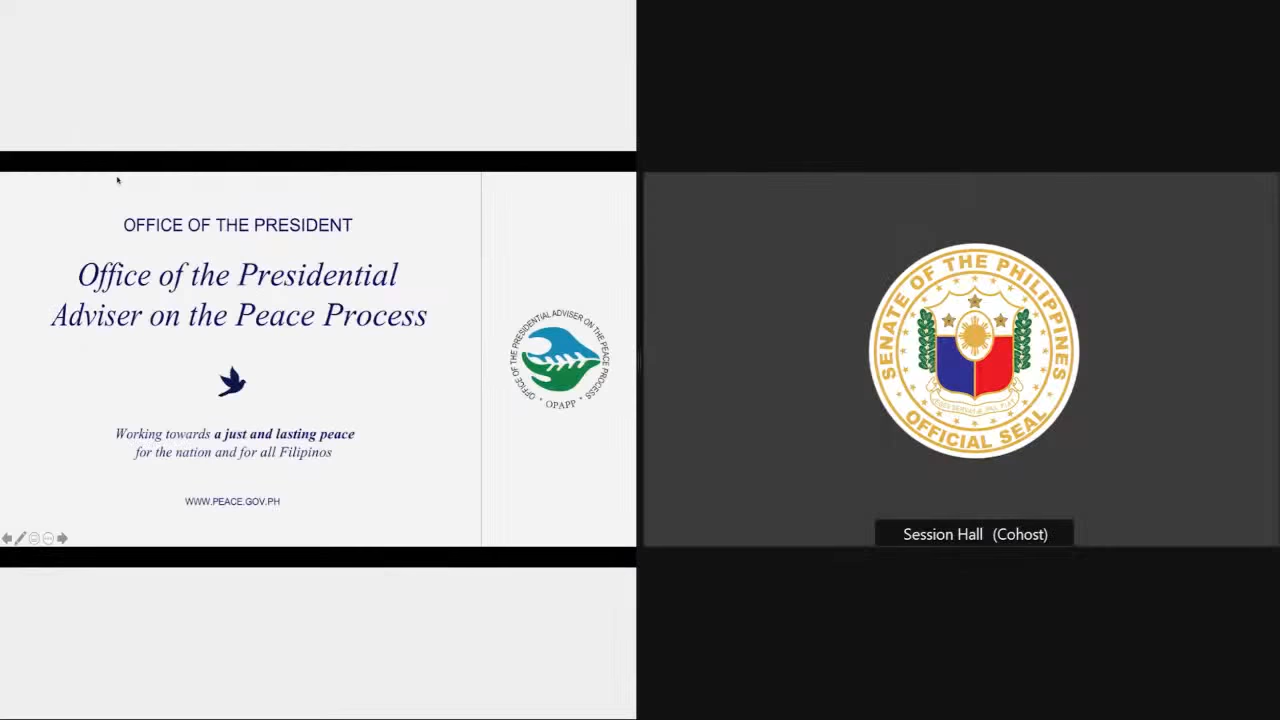 OFFICE OF THE PRESIDENT
Office of the Presidential
Adviser on the Peace Process
Working towards a just and lasting peace
for the nation and for all Filipinos
WWW.PEACE.GOV.PH
OFFICE OF THE PRESIDENTIAL ADVISER ON THE PEACE PROCESS
• OPAPP •
SENATE OF THE PHILIPPINES
OFFICIAL SEAL
Session Hall (Cohost)